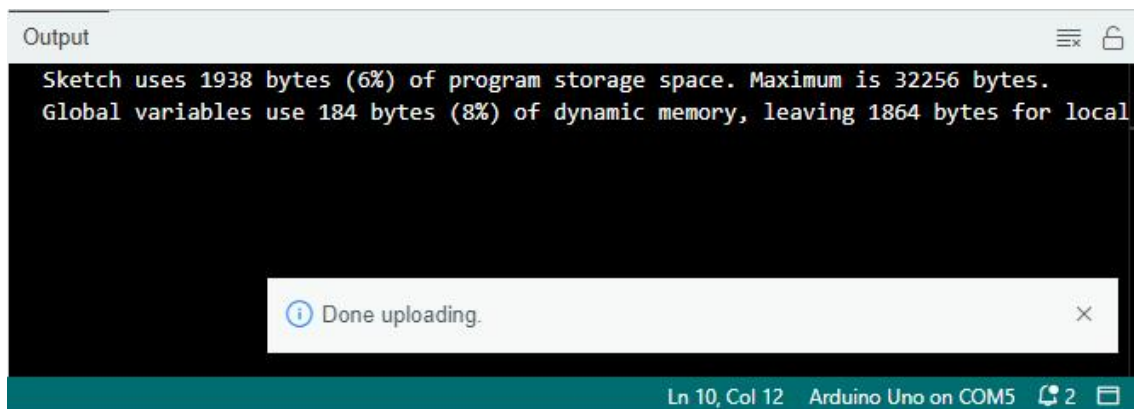 Output
Sketch uses 1938 bytes (6%) of program storage space. Maximum is 32256 bytes.
Global variables use 184 bytes (8%) of dynamic memory, leaving 1864 bytes for local
Done uploading.
Ln 10, Col 12 Arduino Uno on COM5 2